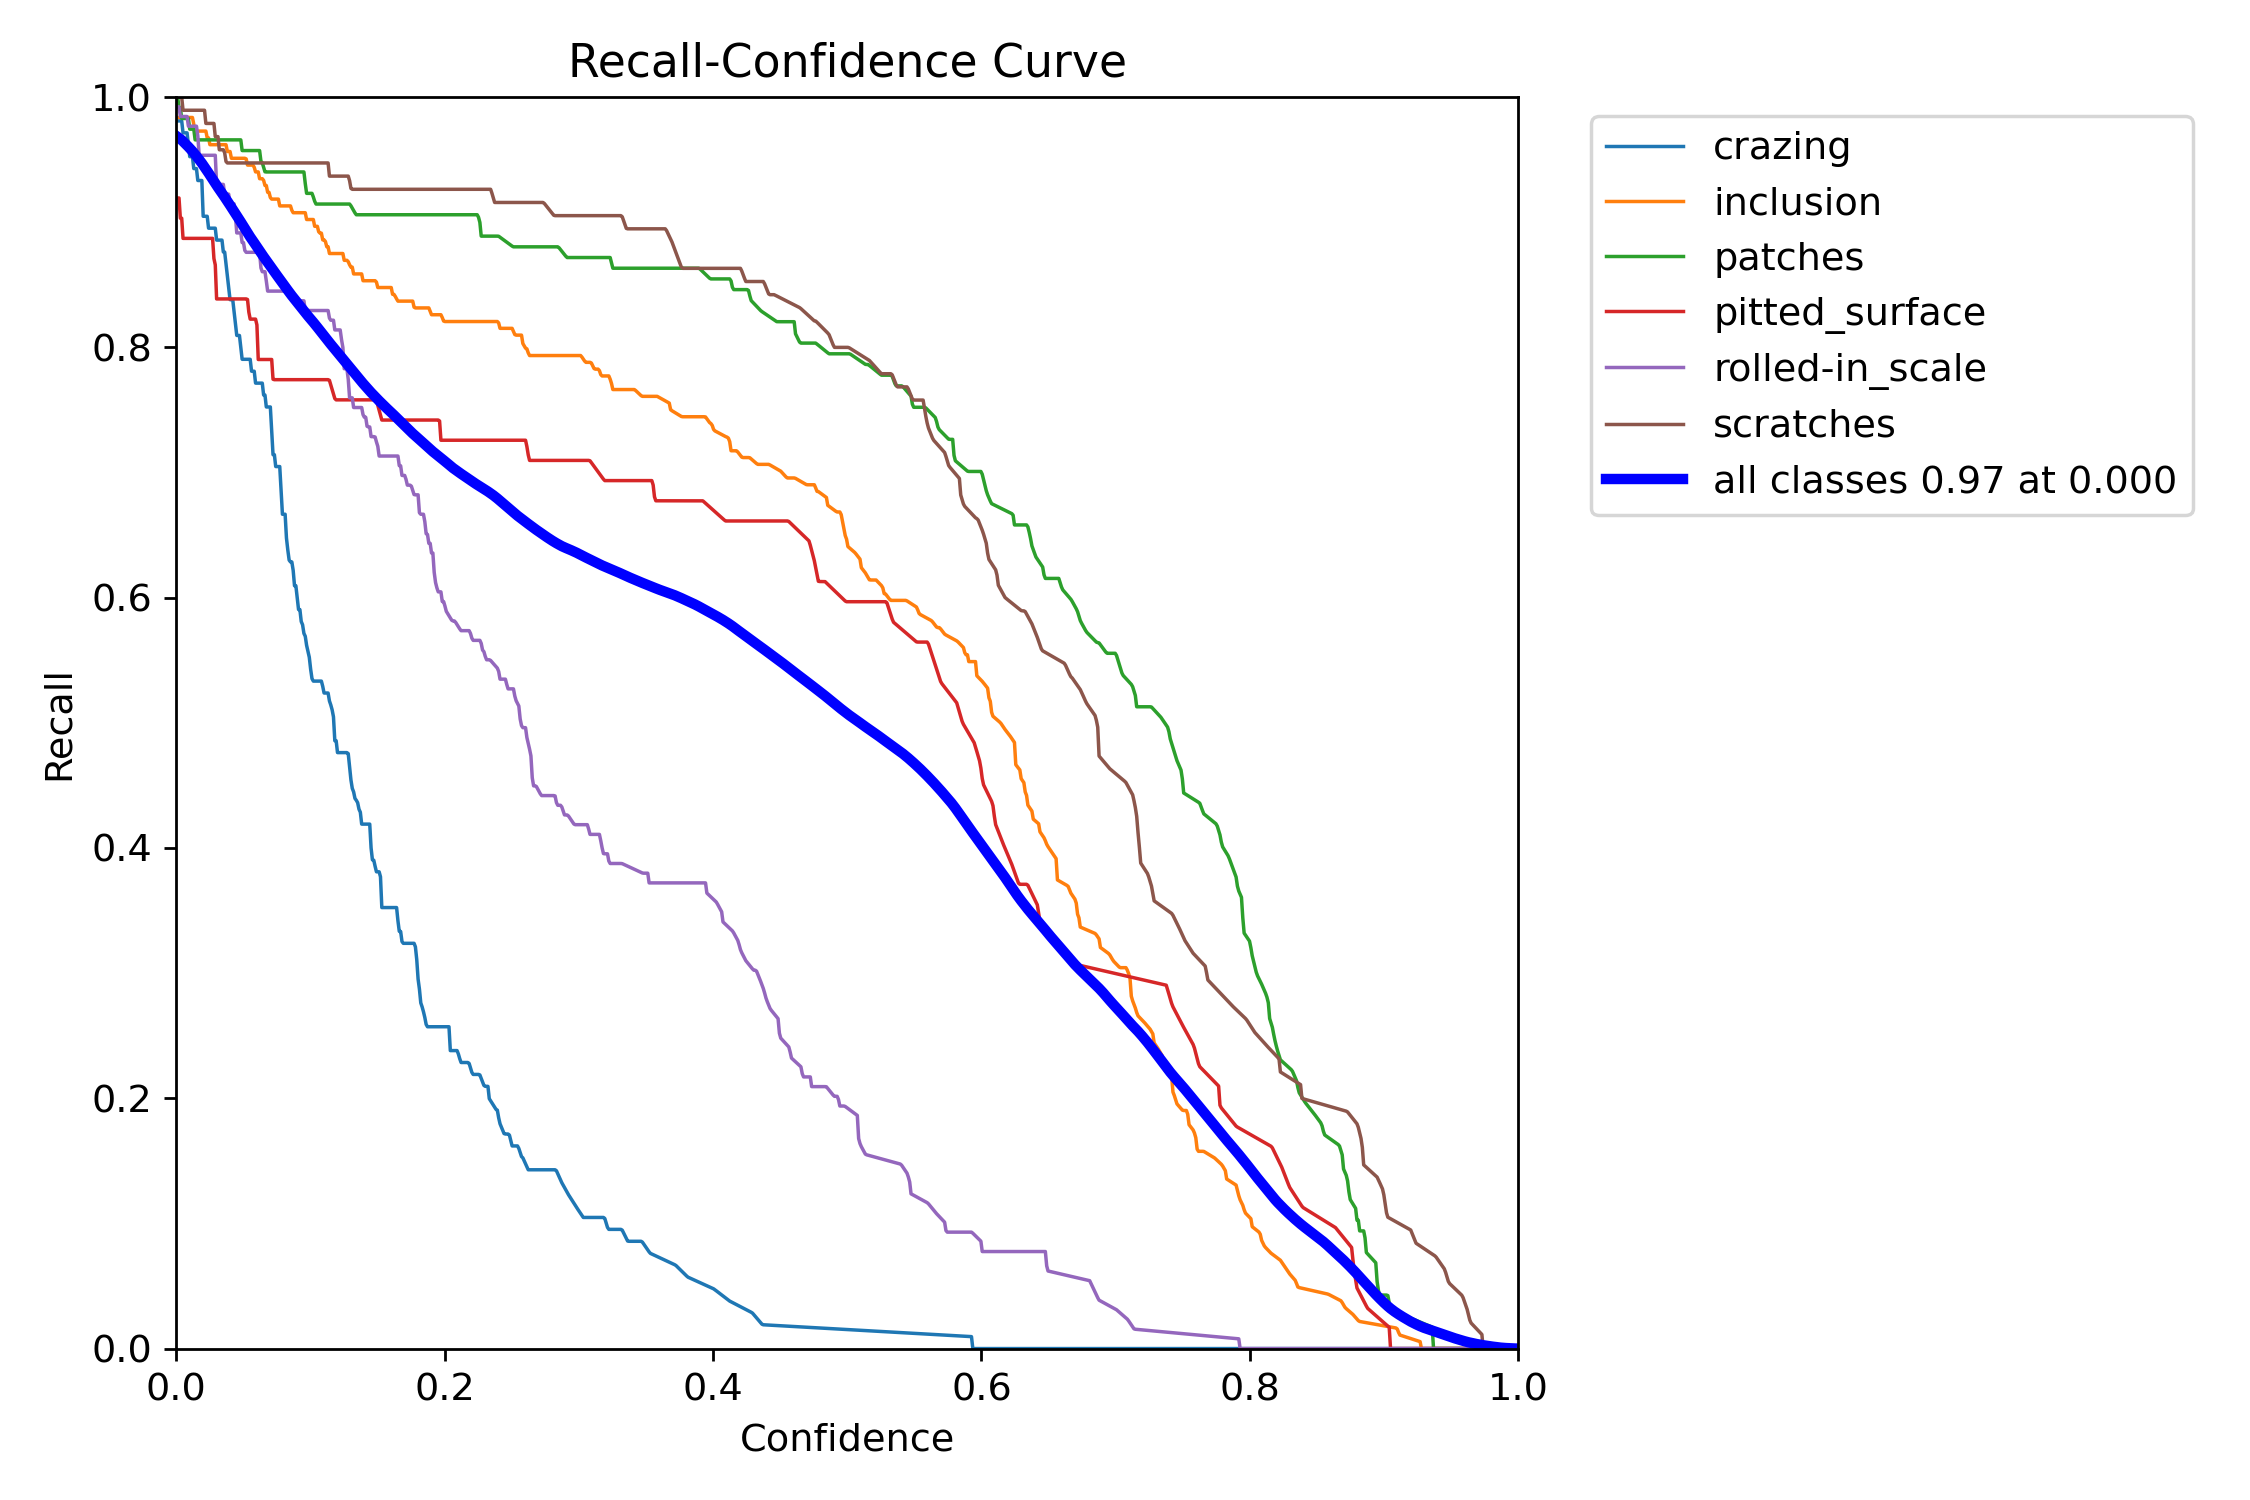 Recall-Confidence Curve
1.0
0.8
0.6
0.4
0.2
0.0
Recall
0.0 0.2 0.4 0.6 0.8 1.0
Confidence
crazing
inclusion
patches
pitted_surface
rolled-in_scale
scratches
all classes 0.97 at 0.000